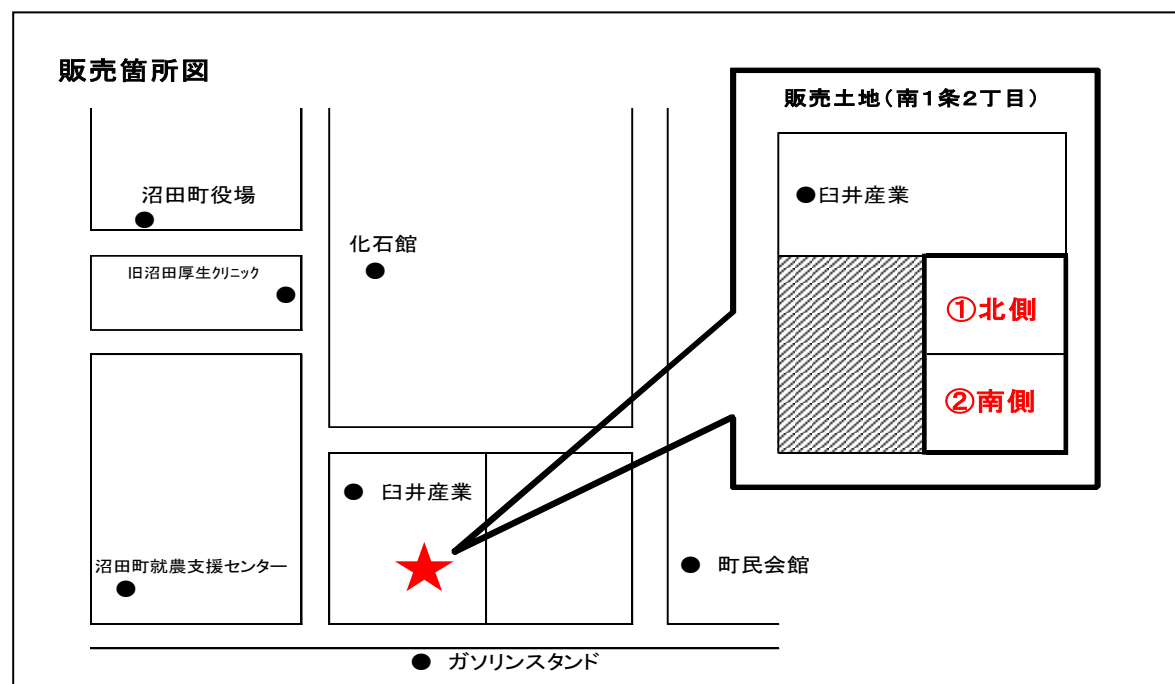 販売箇所図
販売土地(南1条2丁目)
沼田町役場
臼井産業
化石館
旧沼田厚生クリニック
①北側
②南側
臼井産業
沼田町就農支援センター
町民会館
ガソリンスタンド